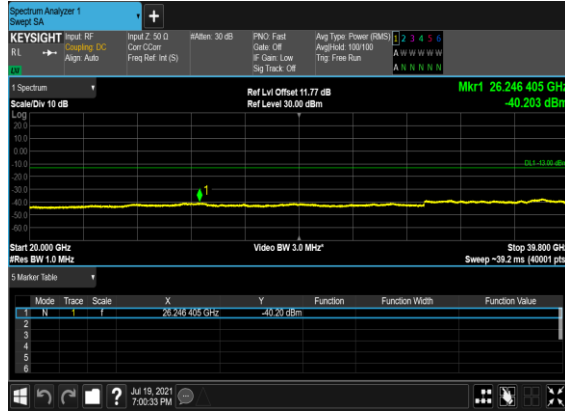 Spectrum Analyzer 1
Swept SA
+
KEYSIGHT Input: RF Input Z: 50 Ω #Atten: 30 dB PNO: Fast Avg Type: Power (RMS) 1 2 3 4 5 6
RL Coupling: DC Corr CCorr Gate: Off Avg|Hold: 100/100 A W W W W W
Align: Auto Freq Ref: Int (S) IF Gain: Low Trig: Free Run
LV Sig Track: Off A N N N N N
1 Spectrum Ref Lvl Offset 11.77 dB Mkr1 26.246 405 GHz
Scale/Div 10 dB Ref Level 30.00 dBm -40.203 dBm
Log
20.0
10.0
0.00
-10.0 DL1 -13.00 dBm
-20.0
-30.0 1
-40.0
-50.0
-60.0
Start 20.000 GHz Video BW 3.0 MHz* Stop 39.800 GHz
#Res BW 1.0 MHz Sweep ~39.2 ms (40001 pts)
5 Marker Table
Mode Trace Scale X Y Function Function Width Function Value
1 N 1 f 26.246 405 GHz -40.20 dBm
2
3
4
5
6
? Jul 19, 2021
7:00:33 PM